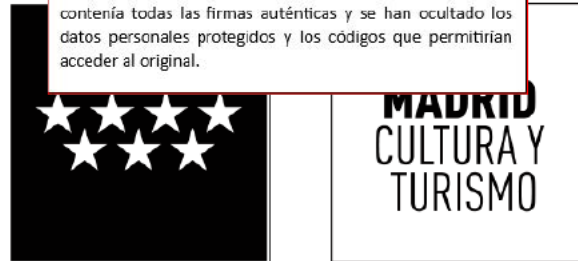 contenía todas las firmas auténticas y se han ocultado los
datos personales protegidos y los códigos que permitirían
acceder al original.
MADRID
CULTURA Y
TURISMO